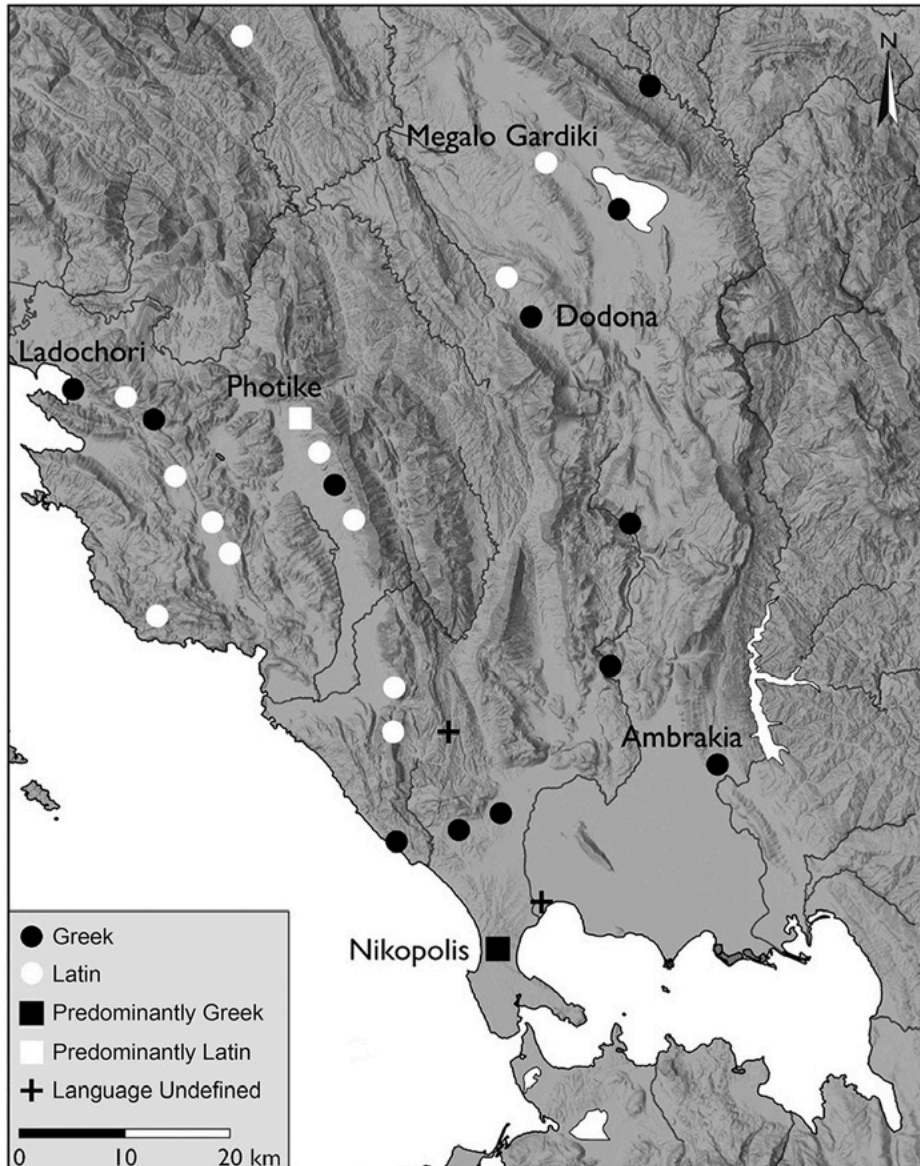 N
Megalo Gardiki
Dodona
Ladochori
Photike
Ambrakia
Nikopolis
Greek
Latin
Predominantly Greek
Predominantly Latin
Language Undefined
0 10 20 km